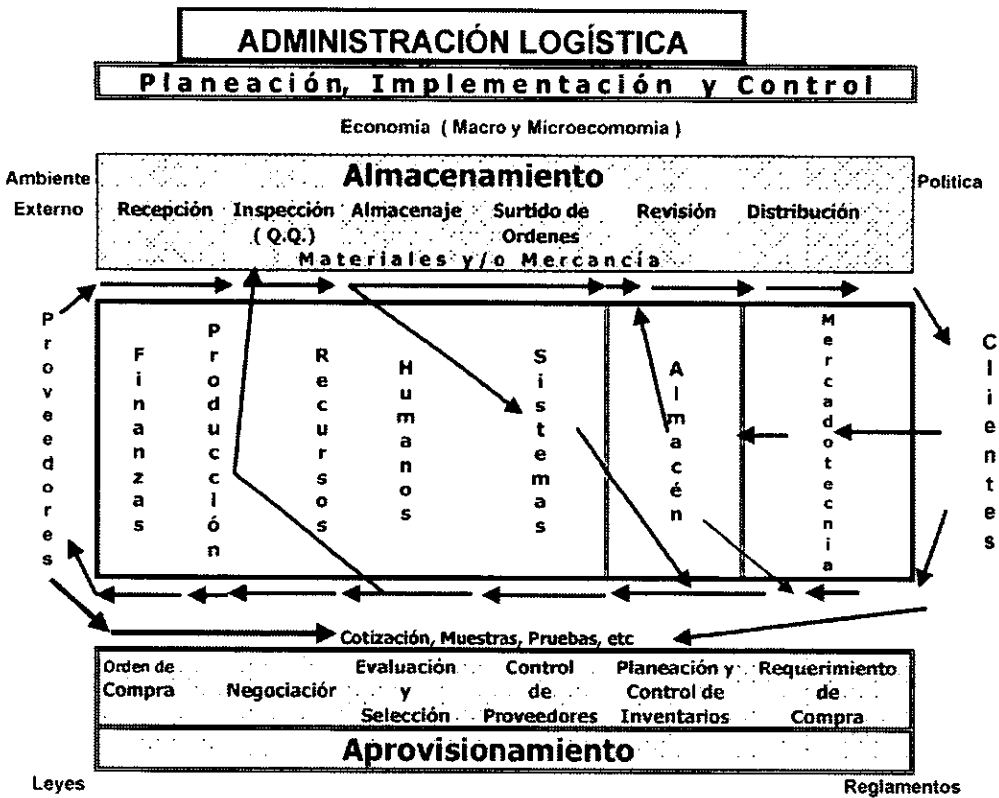 ADMINISTRACIÓN LOGÍSTICA
Planeación, Implementación y Control
Economia ( Macro y Microecomomia )
Ambiente
Externo
Almacenamiento
Politica
Recepción Inspección Almacenaje Surtido de Revisión Distribución
( Q.Q.) Ordenes
Materiales y/o Mercancía
Proveedores
Finanzas
Producción
Recursos
Humanos
Sistemas
Almacén
Mercadotecnia
Clientes
Cotización, Muestras, Pruebas, etc
Orden de
Compra
Negociaciór
Evaluación
y
Selección
Control
de
Proveedores
Planeación y
Control de
Inventarios
Requerimiento
de
Compra
Aprovisionamiento
Leyes
Reglamentos